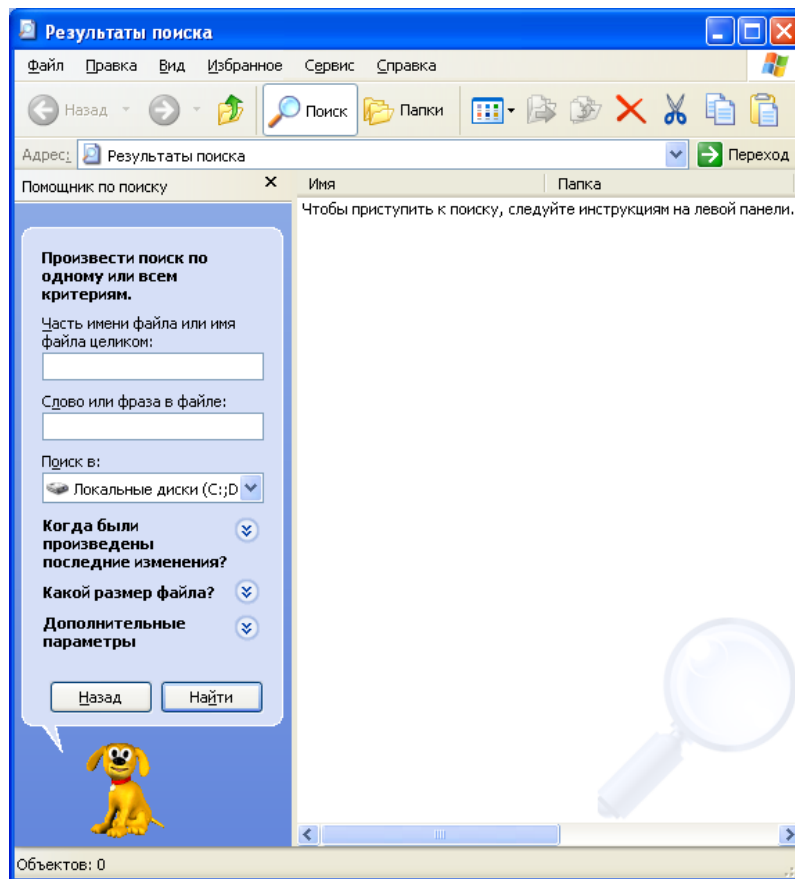 Результаты поиска
Файл Правка Вид Избранное Сервис Справка
Назад Поиск Папки
Адрес: Результаты поиска Переход
Помощник по поиску Имя Папка
Чтобы приступить к поиску, следуйте инструкциям на левой панели.
Произвести поиск по
одному или всем
критериям.
Часть имени файла или имя
файла целиком:
Слово или фраза в файле:
Поиск в:
Локальные диски (C:;D
Когда были
произведены
последние изменения?
Какой размер файла?
Дополнительные
параметры
Назад Найти
Объектов: 0